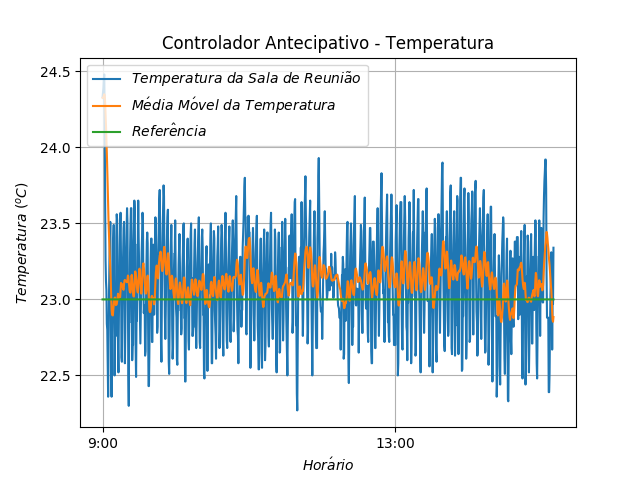 Controlador Antecipativo - Temperatura
Temperatura da Sala de Reunião
Média Móvel da Temperatura
Referência
24.5
24.0
23.5
23.0
22.5
Temperatura (ºC)
9:00
13:00
Horário